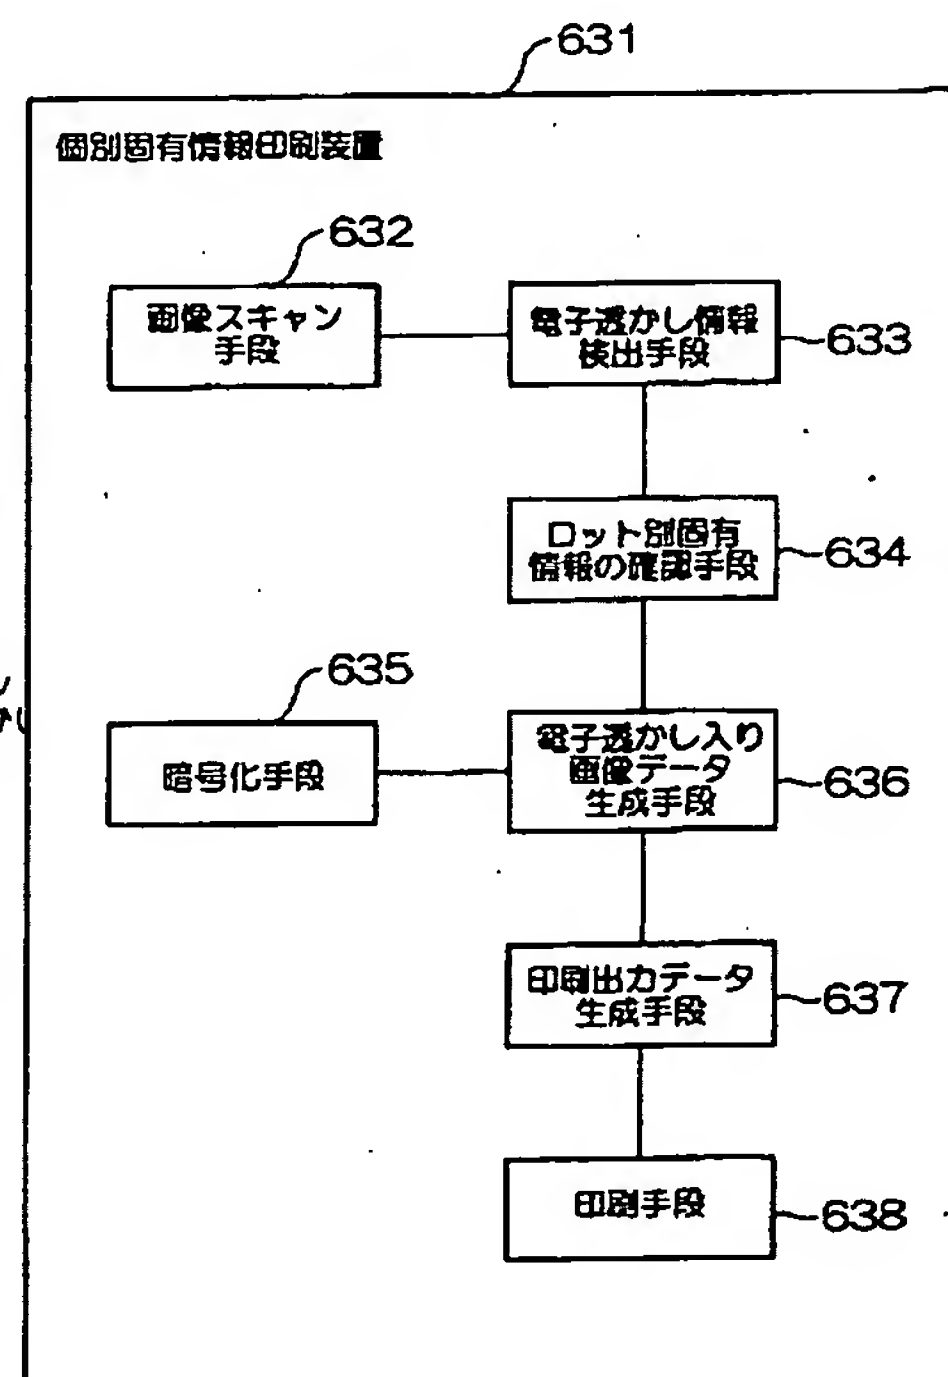 631
個別固有情報印刷装置
632
画像スキャン
手段
電子透かし情報
検出手段
633
ロット別固有
情報の確認手段
634
635
暗号化手段
電子透かし入り
画像データ
生成手段
636
印刷出力データ
生成手段
637
印刷手段
638